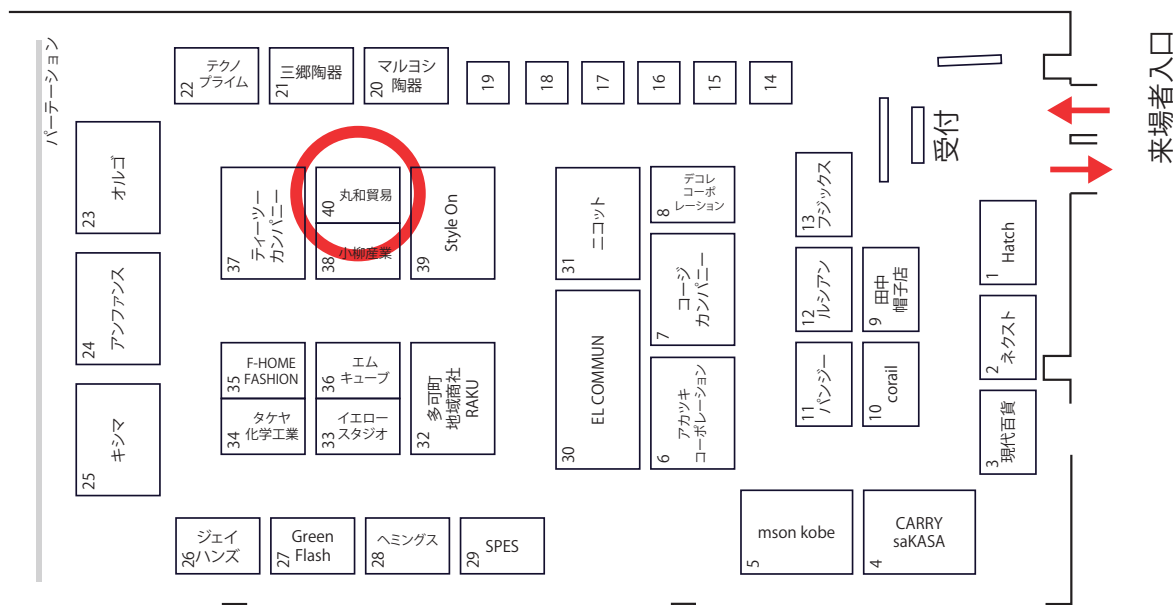 パーテーション
22
テクノ
プライム
21
三郷陶器
20
マルヨシ
陶器
19
18
17
16
15
14
受付
来場者入口
23
オルゴ
24
アンファンス
25
キシマ
37
ティーツー
カンパニー
40
丸和貿易
38
小柳産業
39
Style On
31
ニコット
8
デコレ
コーポ
レーション
13
フジックス
7
コージ
カンパニー
12
ルシアン
9
田中
帽子店
1
Hatch
2
ネクスト
3
現代百貨
35
F-HOME
FASHION
36
エム
キューブ
34
タケヤ
化学工業
33
イエロー
スタジオ
32
多可町
地域商社
RAKU
30
EL COMMUN
6
アカツキ
コーポレーション
11
パンジー
10
corail
26
ジェイ
ハンズ
27
Green
Flash
28
ヘミングス
29
SPES
5
mson kobe
4
CARRY
saKASA